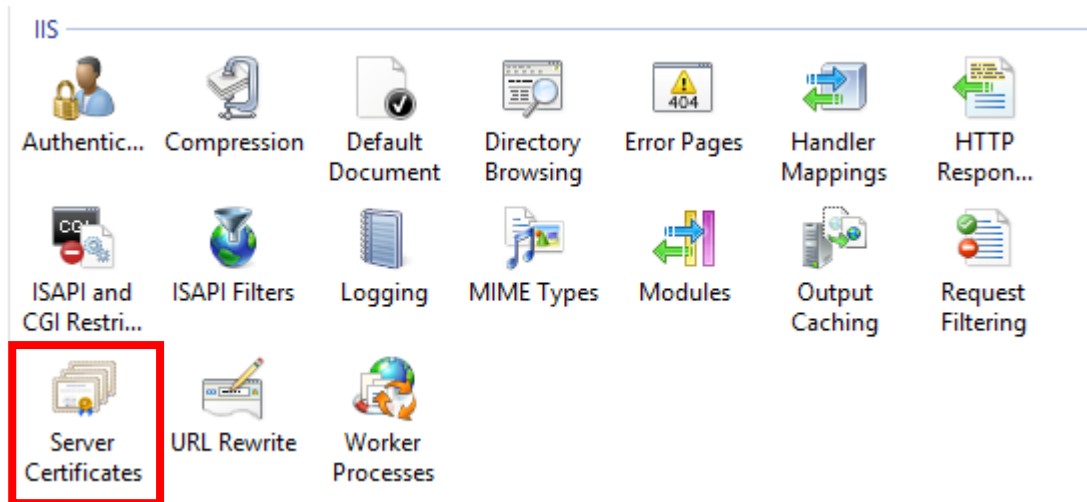 IIS
404
Authentic... Compression Default Document Directory Browsing Error Pages Handler Mappings HTTP Respon...
CGI
ISAPI and CGI Restri... ISAPI Filters Logging MIME Types Modules Output Caching Request Filtering
Server Certificates URL Rewrite Worker Processes